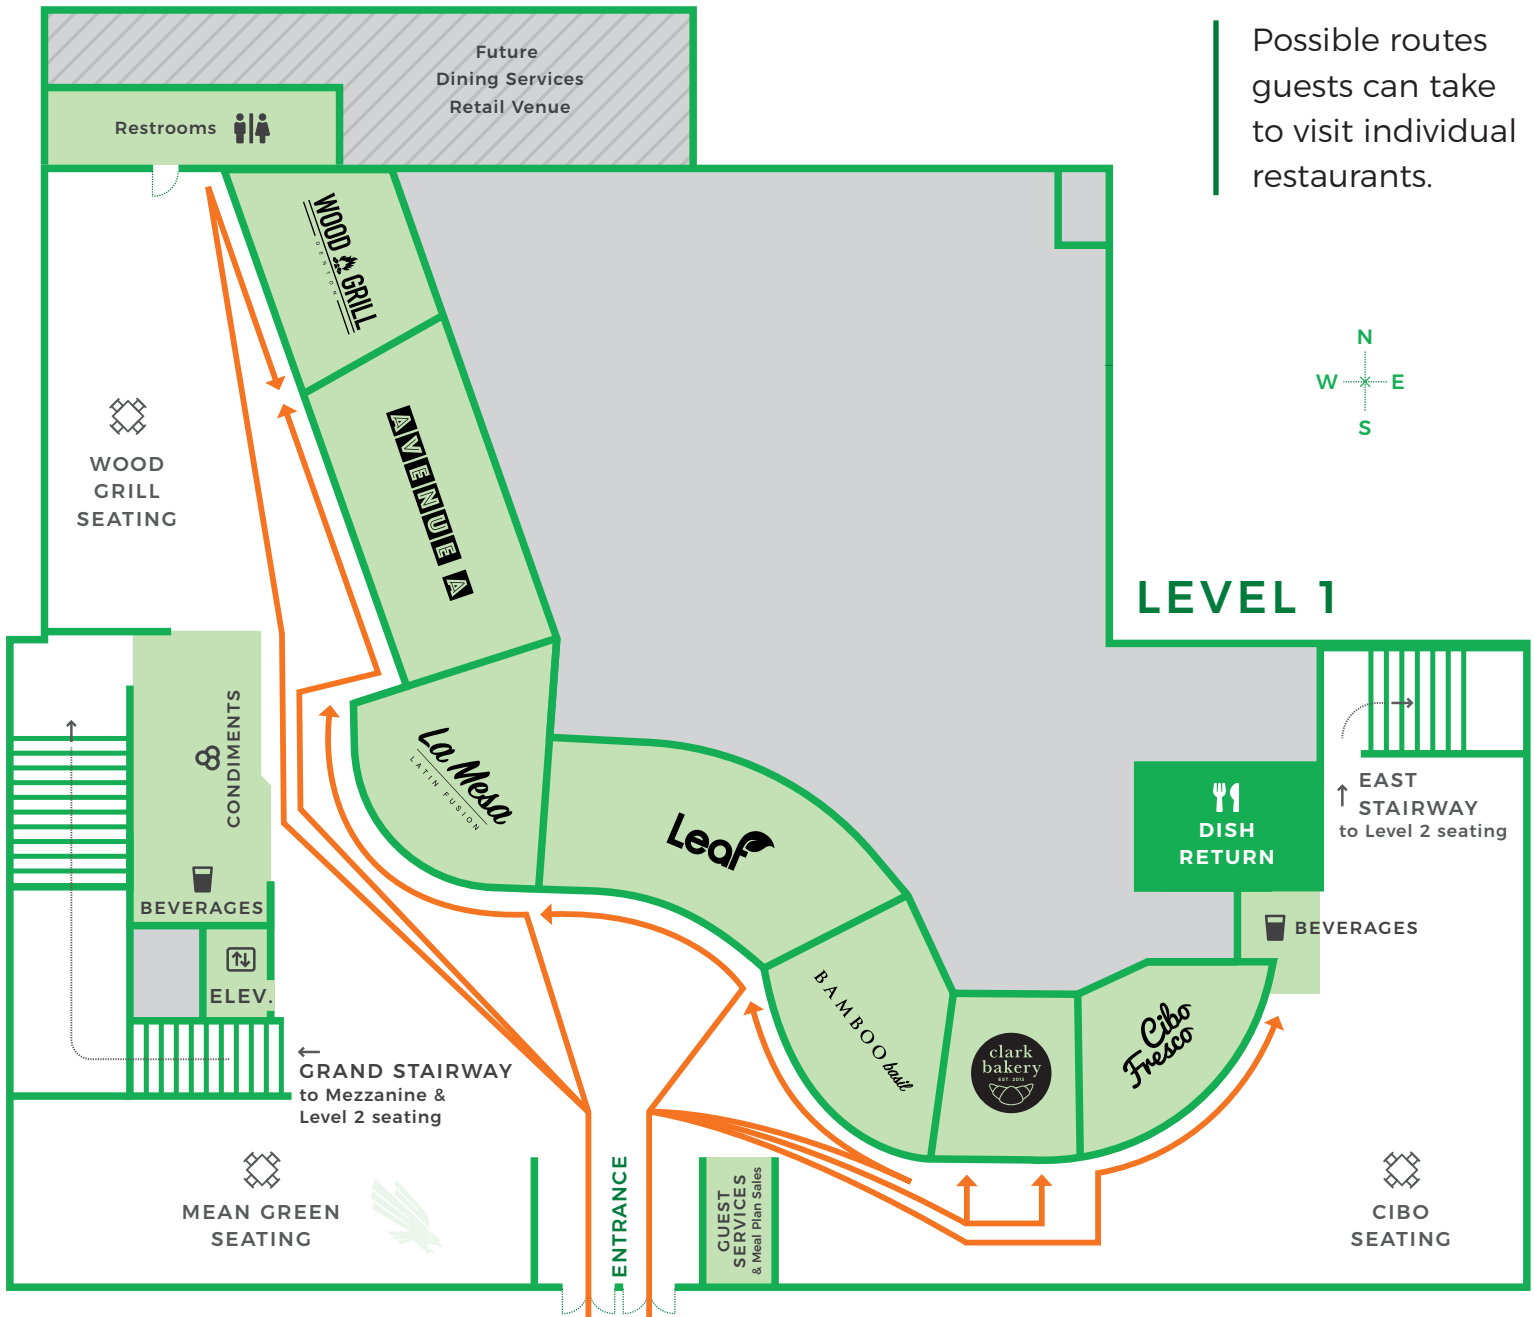 Future
Dining Services
Retail Venue
Restrooms
Possible routes
guests can take
to visit individual
restaurants.
WOOD GRILL
DENTON
N
W E
S
AVENUE A
WOOD
GRILL
SEATING
LEVEL 1
CONDIMENTS
La Mesa
LATIN FUSION
Leaf
DISH
RETURN
EAST
STAIRWAY
to Level 2 seating
BEVERAGES
BEVERAGES
ELEV.
BAMBOO basil
clark
bakery
EST. 2015
Cibo
Fresco
GRAND STAIRWAY
to Mezzanine &
Level 2 seating
MEAN GREEN
SEATING
ENTRANCE
GUEST
SERVICES
& Meal Plan Sales
CIBO
SEATING